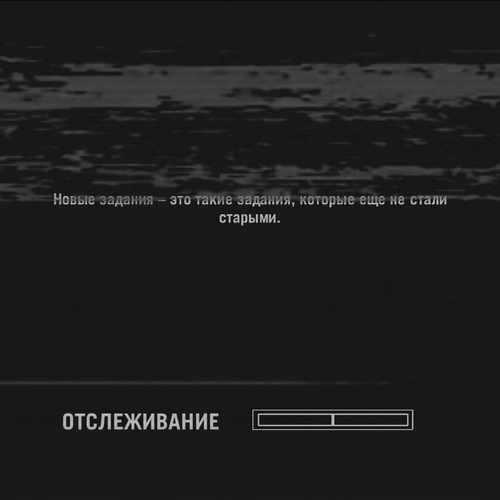 Новые задания – это такие задания, которые еще не стали
старыми.
ОТСЛЕЖИВАНИЕ